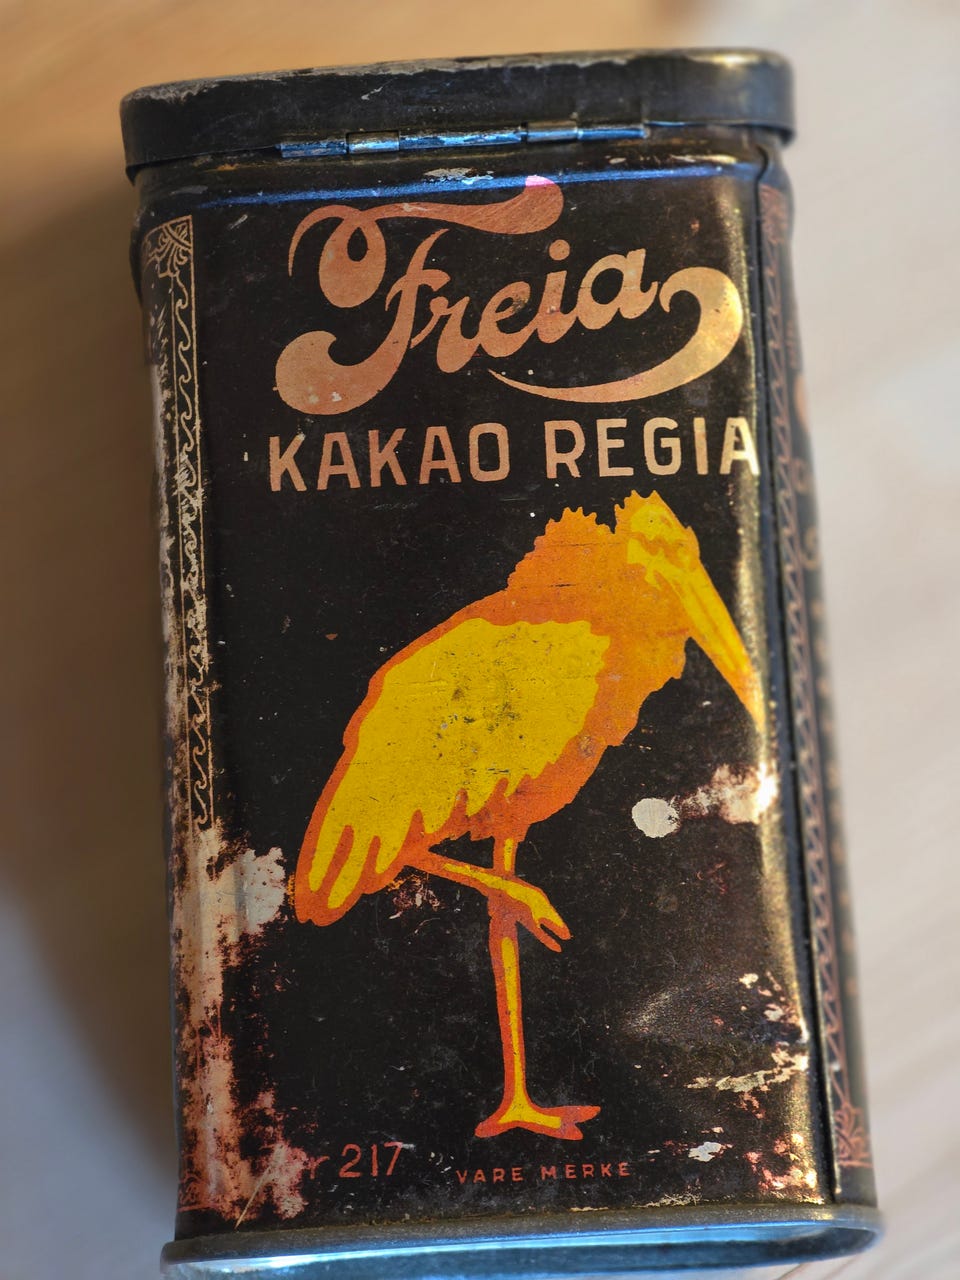 Freia
KAKAO REGIA
217 VARE MERKE